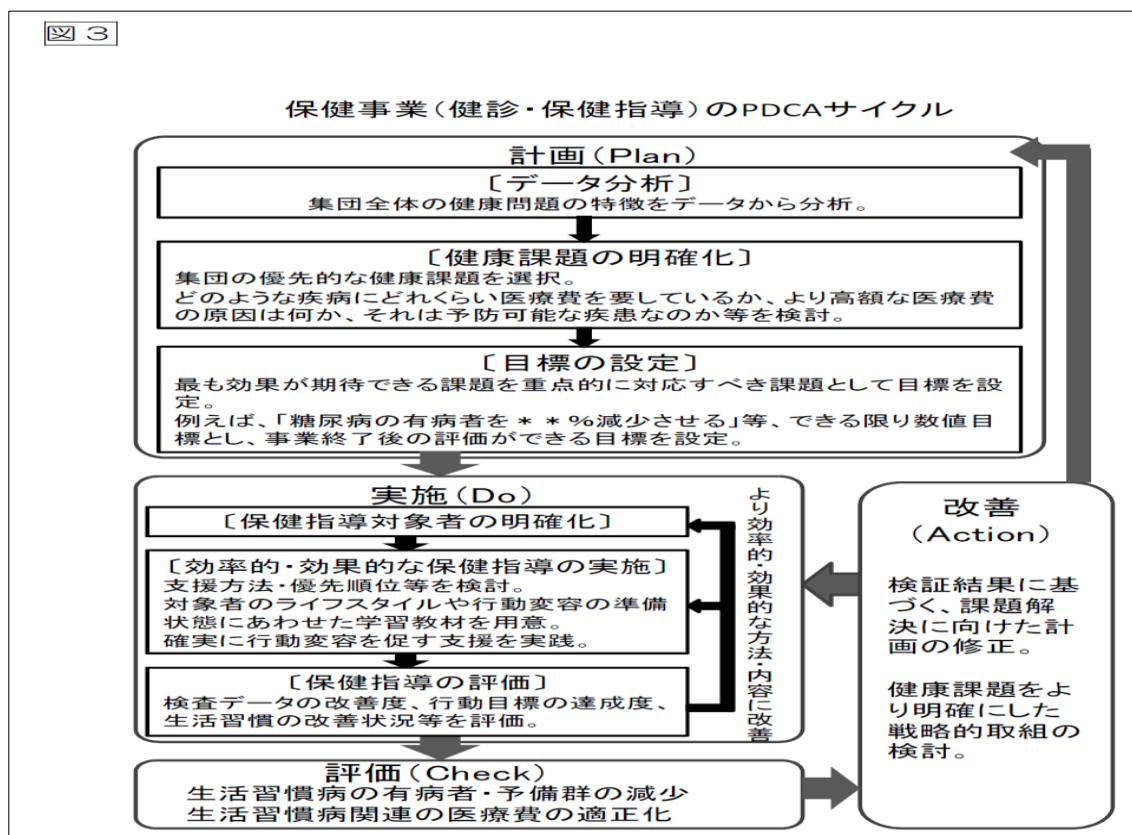 図3
保健事業(健診・保健指導)のPDCAサイクル
計画(Plan)
[データ分析]
集団全体の健康問題の特徴をデータから分析。
[健康課題の明確化]
集団の優先的な健康課題を選択。
どのような疾病にどれくらい医療費を要しているか、より高額な医療費
の原因は何か、それは予防可能な疾患なのか等を検討。
[目標の設定]
最も効果が期待できる課題を重点的に対応すべき課題として目標を設
定。
例えば、「糖尿病の有病者を**%減少させる」等、できる限り数値目
標とし、事業終了後の評価ができる目標を設定。
実施(Do)
[保健指導対象者の明確化]
[効率的・効果的な保健指導の実施]
支援方法・優先順位等を検討。
対象者のライフスタイルや行動変容の準備
状態にあわせた学習教材を用意。
確実に行動変容を促す支援を実践。
[保健指導の評価]
検査データの改善度、行動目標の達成度、
生活習慣の改善状況等を評価。
より効率的・効果的な方法・内容に改善
評価(Check)
生活習慣病の有病者・予備群の減少
生活習慣病関連の医療費の適正化
改善
(Action)
検証結果に基
づく、課題解
決に向けた計
画の修正。
健康課題をよ
り明確にした
戦略的取組の
検討。